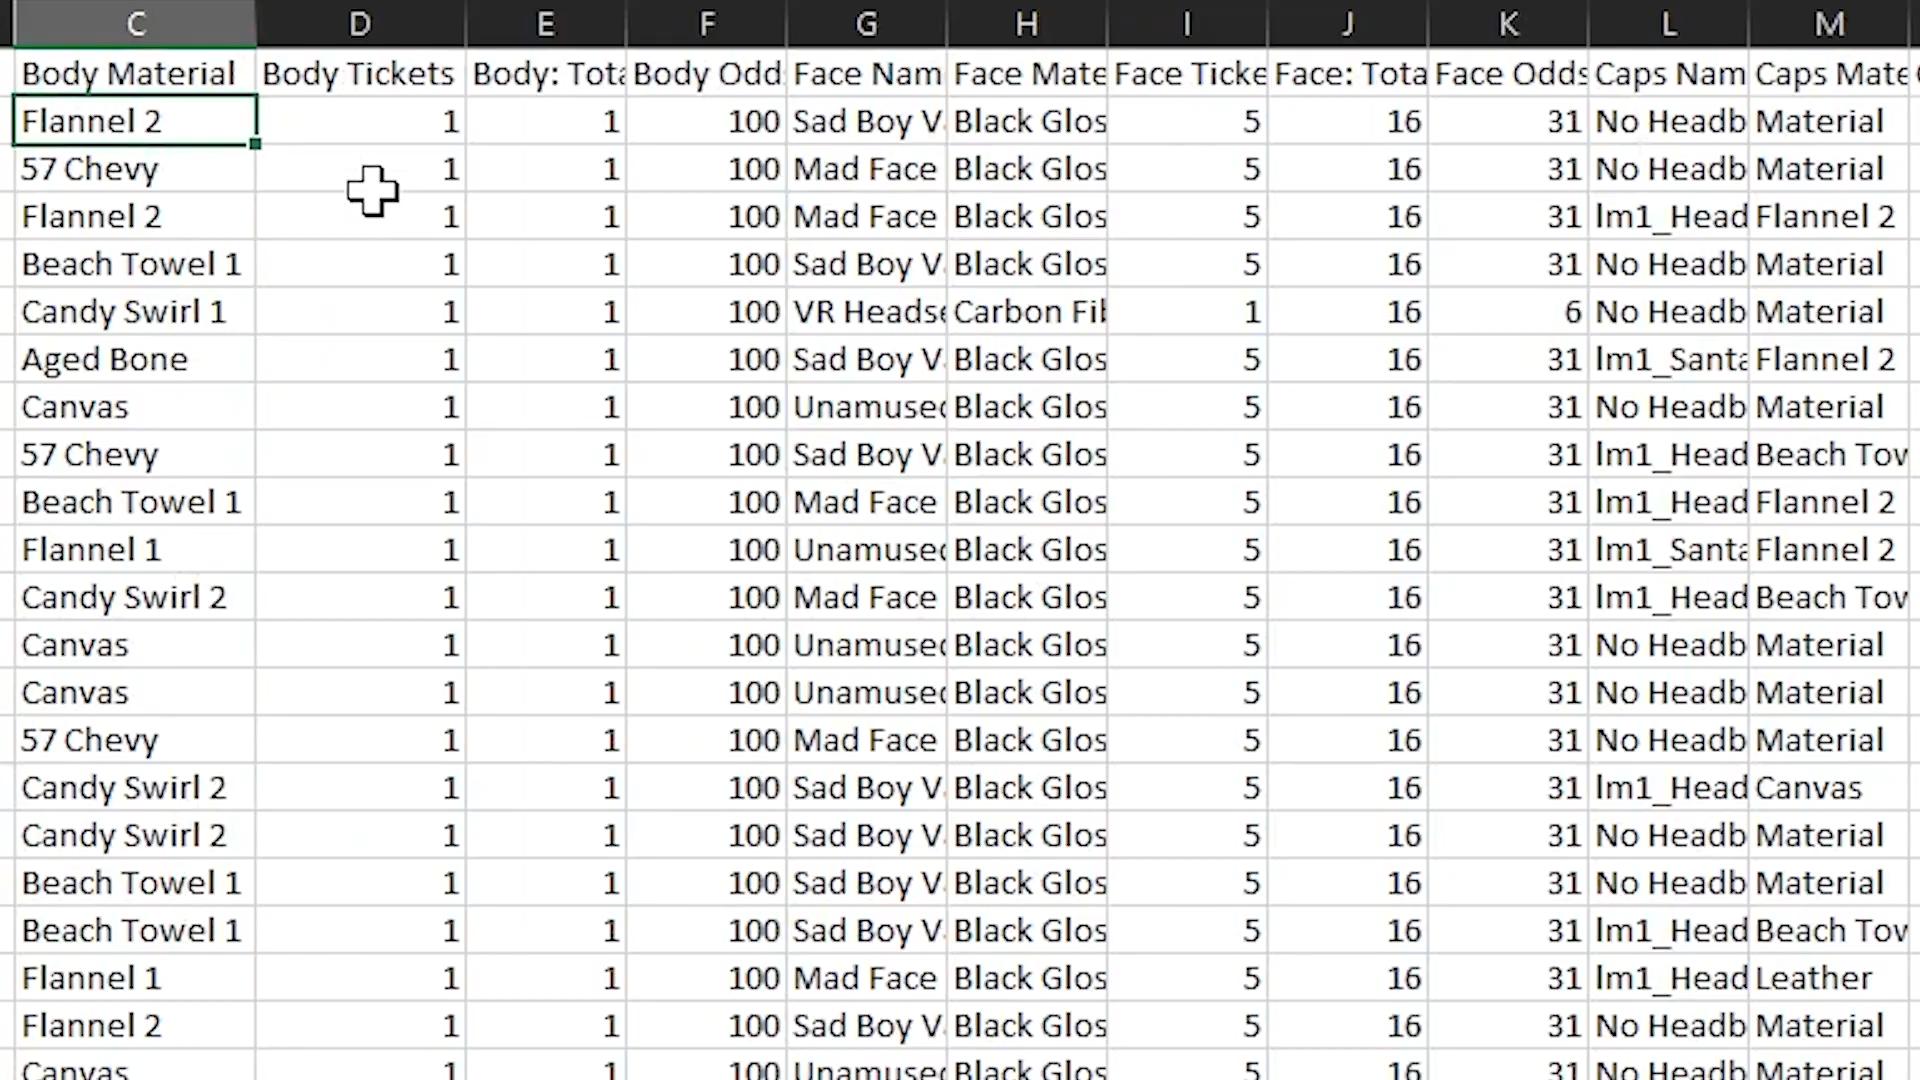 C D E F G H I J K L M
Body Material Body Tickets Body: Tota Body Odd Face Nam Face Mate Face Ticke Face: Tota Face Odds Caps Nam Caps Mate
Flannel 2 1 1 100 Sad Boy V Black Glos 5 16 31 No Headb Material
57 Chevy 1 1 100 Mad Face Black Glos 5 16 31 No Headb Material
Flannel 2 1 1 100 Mad Face Black Glos 5 16 31 lm1_Head Flannel 2
Beach Towel 1 1 1 100 Sad Boy V Black Glos 5 16 31 No Headb Material
Candy Swirl 1 1 1 100 VR Headse Carbon Fib 1 16 6 No Headb Material
Aged Bone 1 1 100 Sad Boy V Black Glos 5 16 31 lm1_Santa Flannel 2
Canvas 1 1 100 Unamused Black Glos 5 16 31 No Headb Material
57 Chevy 1 1 100 Sad Boy V Black Glos 5 16 31 lm1_Head Beach Tow
Beach Towel 1 1 1 100 Mad Face Black Glos 5 16 31 lm1_Head Flannel 2
Flannel 1 1 1 100 Unamused Black Glos 5 16 31 lm1_Santa Flannel 2
Candy Swirl 2 1 1 100 Mad Face Black Glos 5 16 31 lm1_Head Beach Tow
Canvas 1 1 100 Unamused Black Glos 5 16 31 No Headb Material
Canvas 1 1 100 Unamused Black Glos 5 16 31 No Headb Material
57 Chevy 1 1 100 Mad Face Black Glos 5 16 31 No Headb Material
Candy Swirl 2 1 1 100 Sad Boy V Black Glos 5 16 31 lm1_Head Canvas
Candy Swirl 2 1 1 100 Sad Boy V Black Glos 5 16 31 No Headb Material
Beach Towel 1 1 1 100 Sad Boy V Black Glos 5 16 31 No Headb Material
Beach Towel 1 1 1 100 Sad Boy V Black Glos 5 16 31 lm1_Head Beach Tow
Flannel 1 1 1 100 Mad Face Black Glos 5 16 31 lm1_Head Leather
Flannel 2 1 1 100 Sad Boy V Black Glos 5 16 31 No Headb Material
Canvas 1 1 100 Unamused Black Glos 5 16 31 No Headb Material